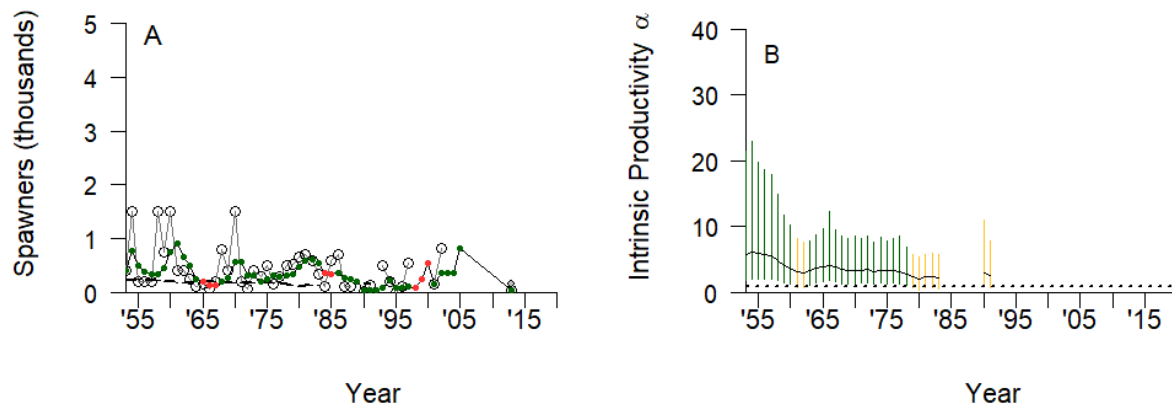 Spawners (thousands)
5
4
3
2
1
0
A
'55 '65 '75 '85 '95 '05 '15
Year
Intrinsic Productivity α
40
30
20
10
0
B
'55 '65 '75 '85 '95 '05 '15
Year